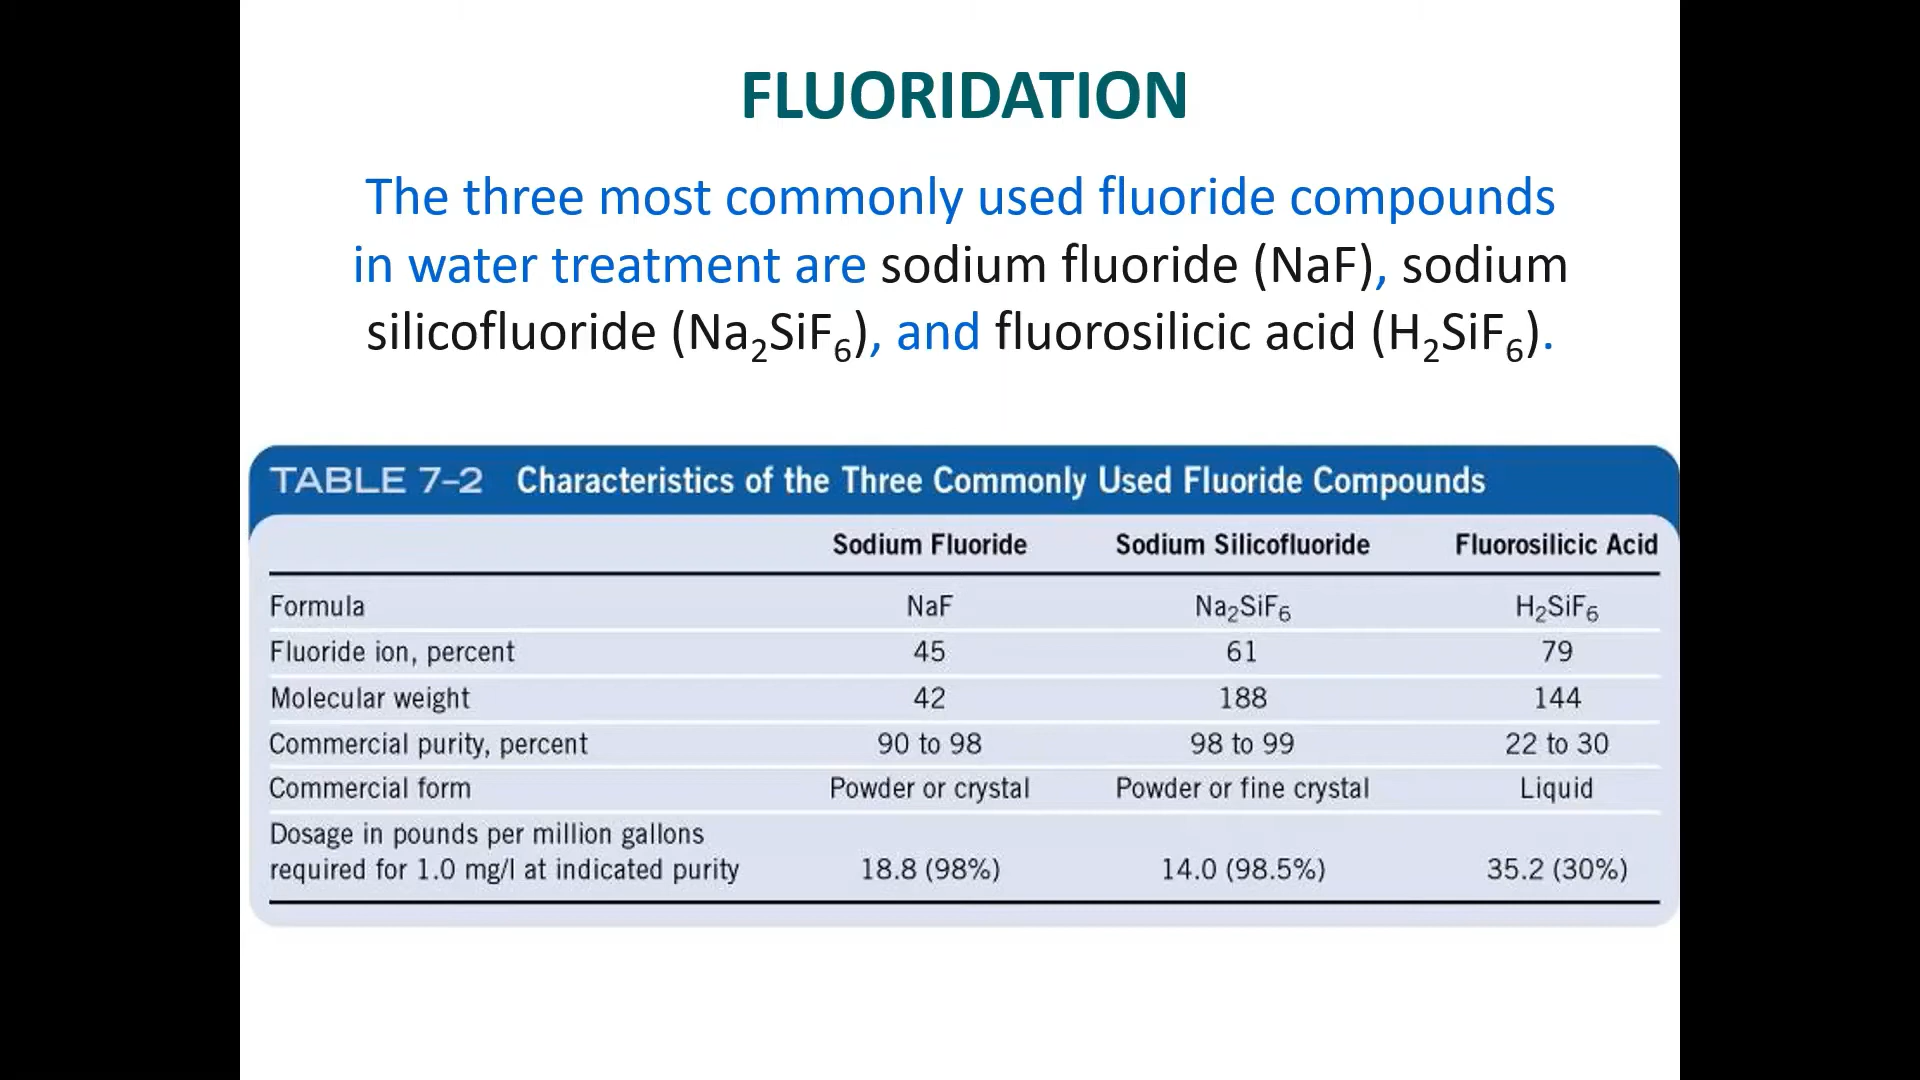 FLUORIDATION
The three most commonly used fluoride compounds
in water treatment are sodium fluoride (NaF), sodium
silicofluoride (Na₂SiF₆), and fluorosilicic acid (H₂SiF₆).
TABLE 7–2 Characteristics of the Three Commonly Used Fluoride Compounds
Sodium Fluoride Sodium Silicofluoride Fluorosilicic Acid
Formula NaF Na₂SiF₆ H₂SiF₆
Fluoride ion, percent 45 61 79
Molecular weight 42 188 144
Commercial purity, percent 90 to 98 98 to 99 22 to 30
Commercial form Powder or crystal Powder or fine crystal Liquid
Dosage in pounds per million gallons
required for 1.0 mg/l at indicated purity 18.8 (98%) 14.0 (98.5%) 35.2 (30%)